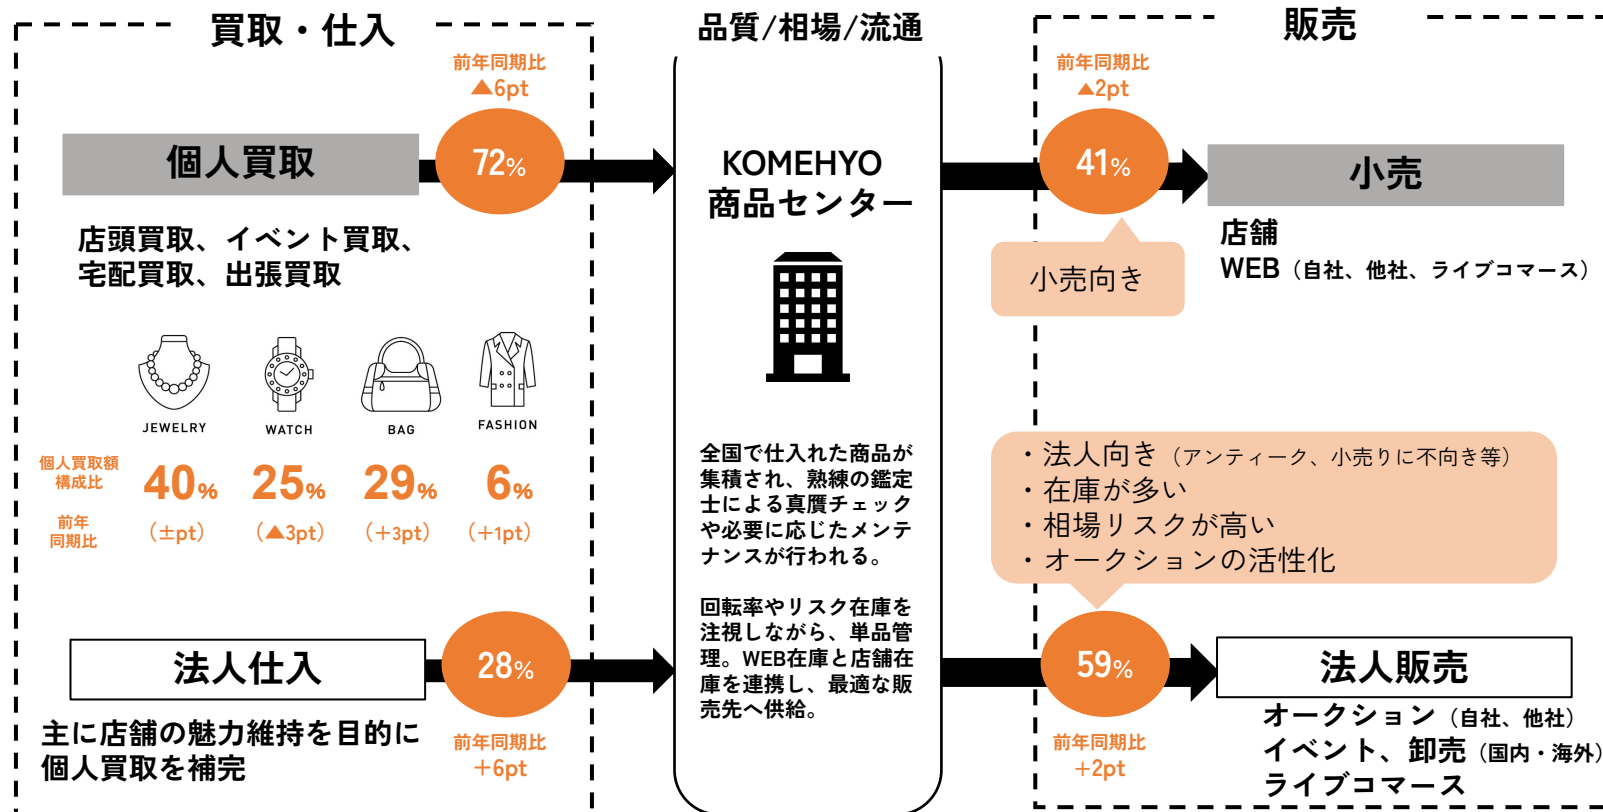 買取・仕入
前年同期比
▲6pt
個人買取
72%
店頭買取、イベント買取、
宅配買取、出張買取
JEWELRY
WATCH
BAG
FASHION
個人買取額
構成比
40%
25%
29%
6%
前年
同期比
(±pt)
(▲3pt)
(+3pt)
(+1pt)
法人仕入
28%
主に店舗の魅力維持を目的に
個人買取を補完
前年同期比
+6pt
品質/相場/流通
KOMEHYO
商品センター
全国で仕入れた商品が
集積され、熟練の鑑定
士による真贋チェック
や必要に応じたメンテ
ナンスが行われる。
回転率やリスク在庫を
注視しながら、単品管
理。WEB在庫と店舗在
庫を連携し、最適な販
売先へ供給。
販売
前年同期比
▲2pt
41%
小売
小売向き
店舗
WEB（自社、他社、ライブコマース）
・法人向き（アンティーク、小売りに不向き等）
・在庫が多い
・相場リスクが高い
・オークションの活性化
59%
法人販売
前年同期比
+2pt
オークション（自社、他社）
イベント、卸売（国内・海外）
ライブコマース